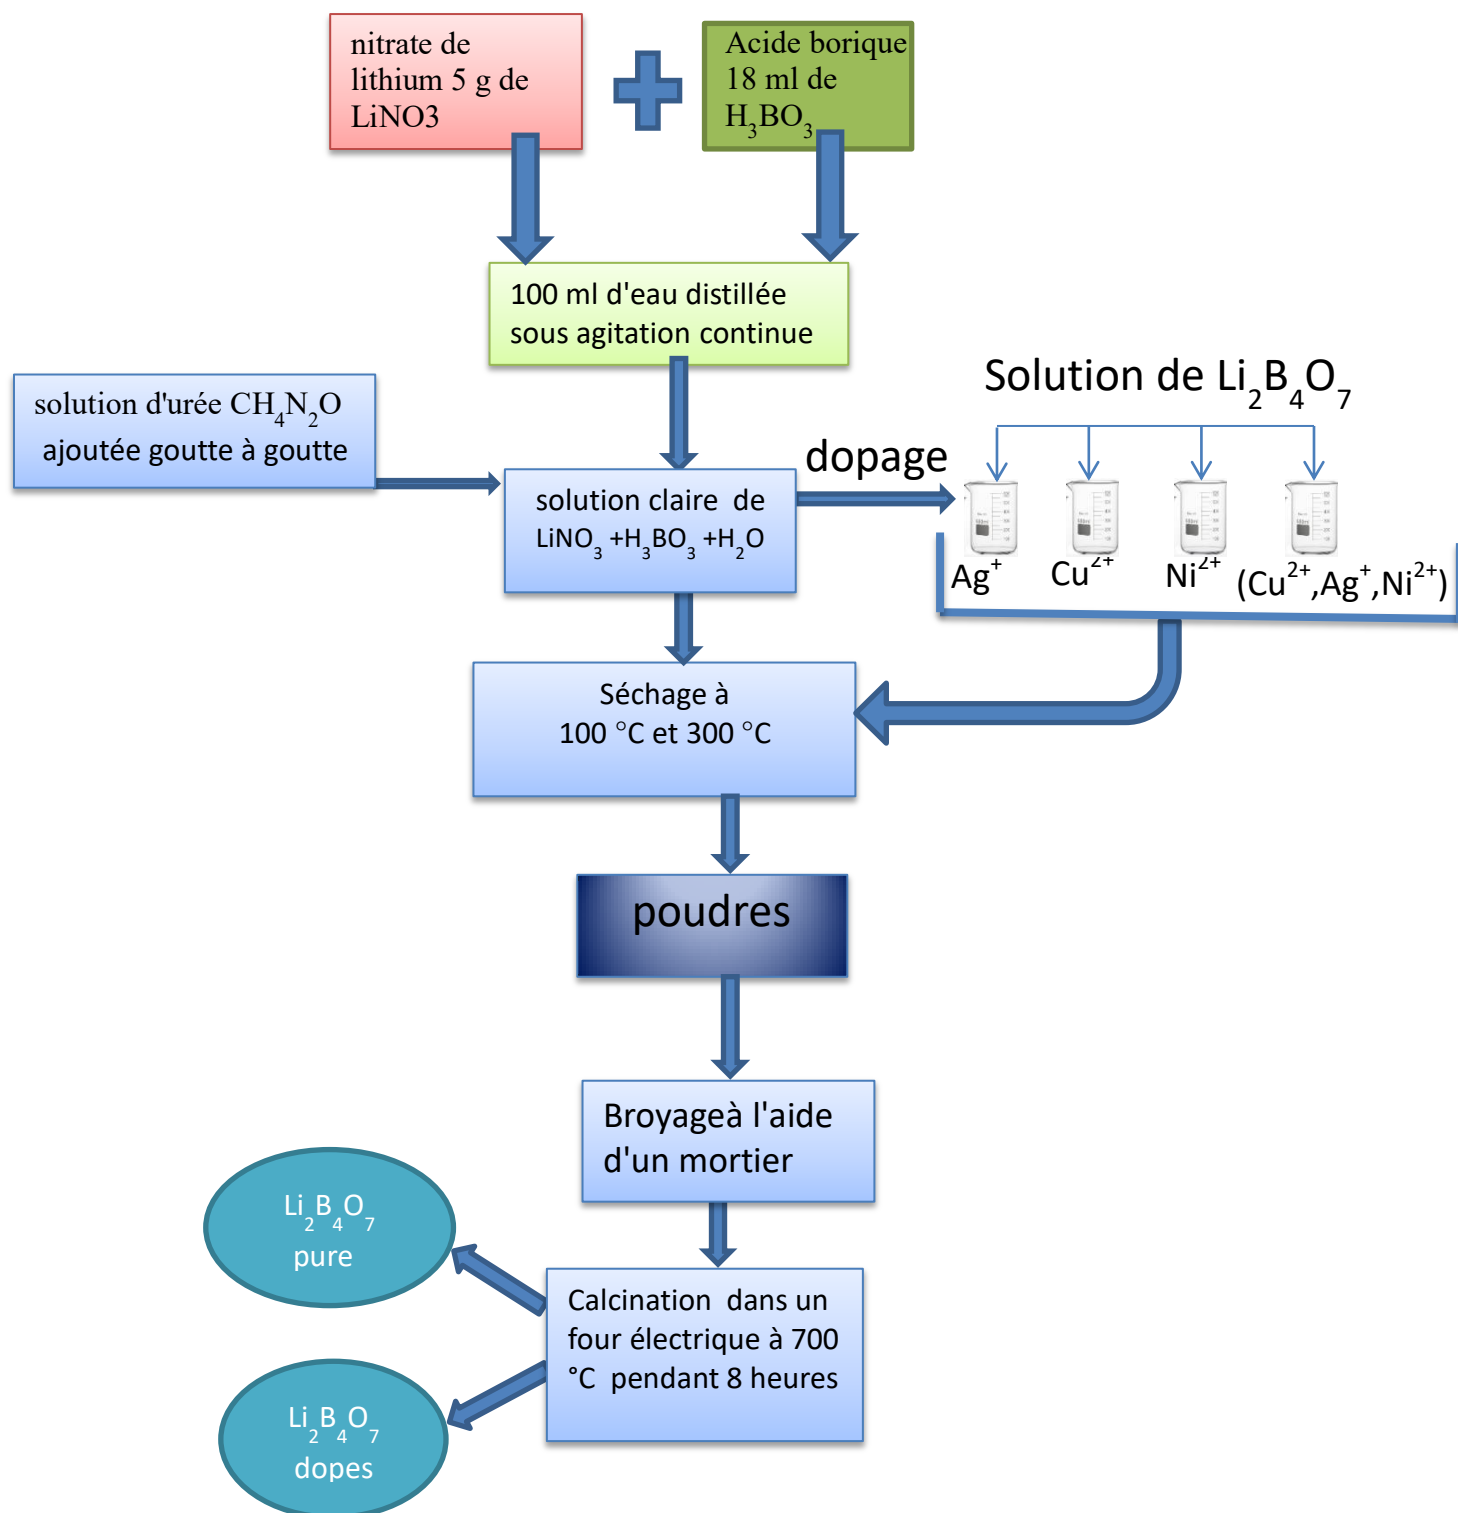 nitrate de
lithium 5 g de
LiNO3
Acide borique
18 ml de
H₃BO₃
100 ml d'eau distillée
sous agitation continue
solution d'urée CH₄N₂O
ajoutée goutte à goutte
solution claire de
LiNO₃ +H₃BO₃ +H₂O
dopage
Solution de Li₂B₄O₇
Ag⁺
Cu²⁺
Ni²⁺
(Cu²⁺,Ag⁺,Ni²⁺)
Séchage à
100 °C et 300 °C
poudres
Broyageà l'aide
d'un mortier
Calcination dans un
four électrique à 700
°C pendant 8 heures
Li₂B₄O₇
pure
Li₂B₄O₇
dopes